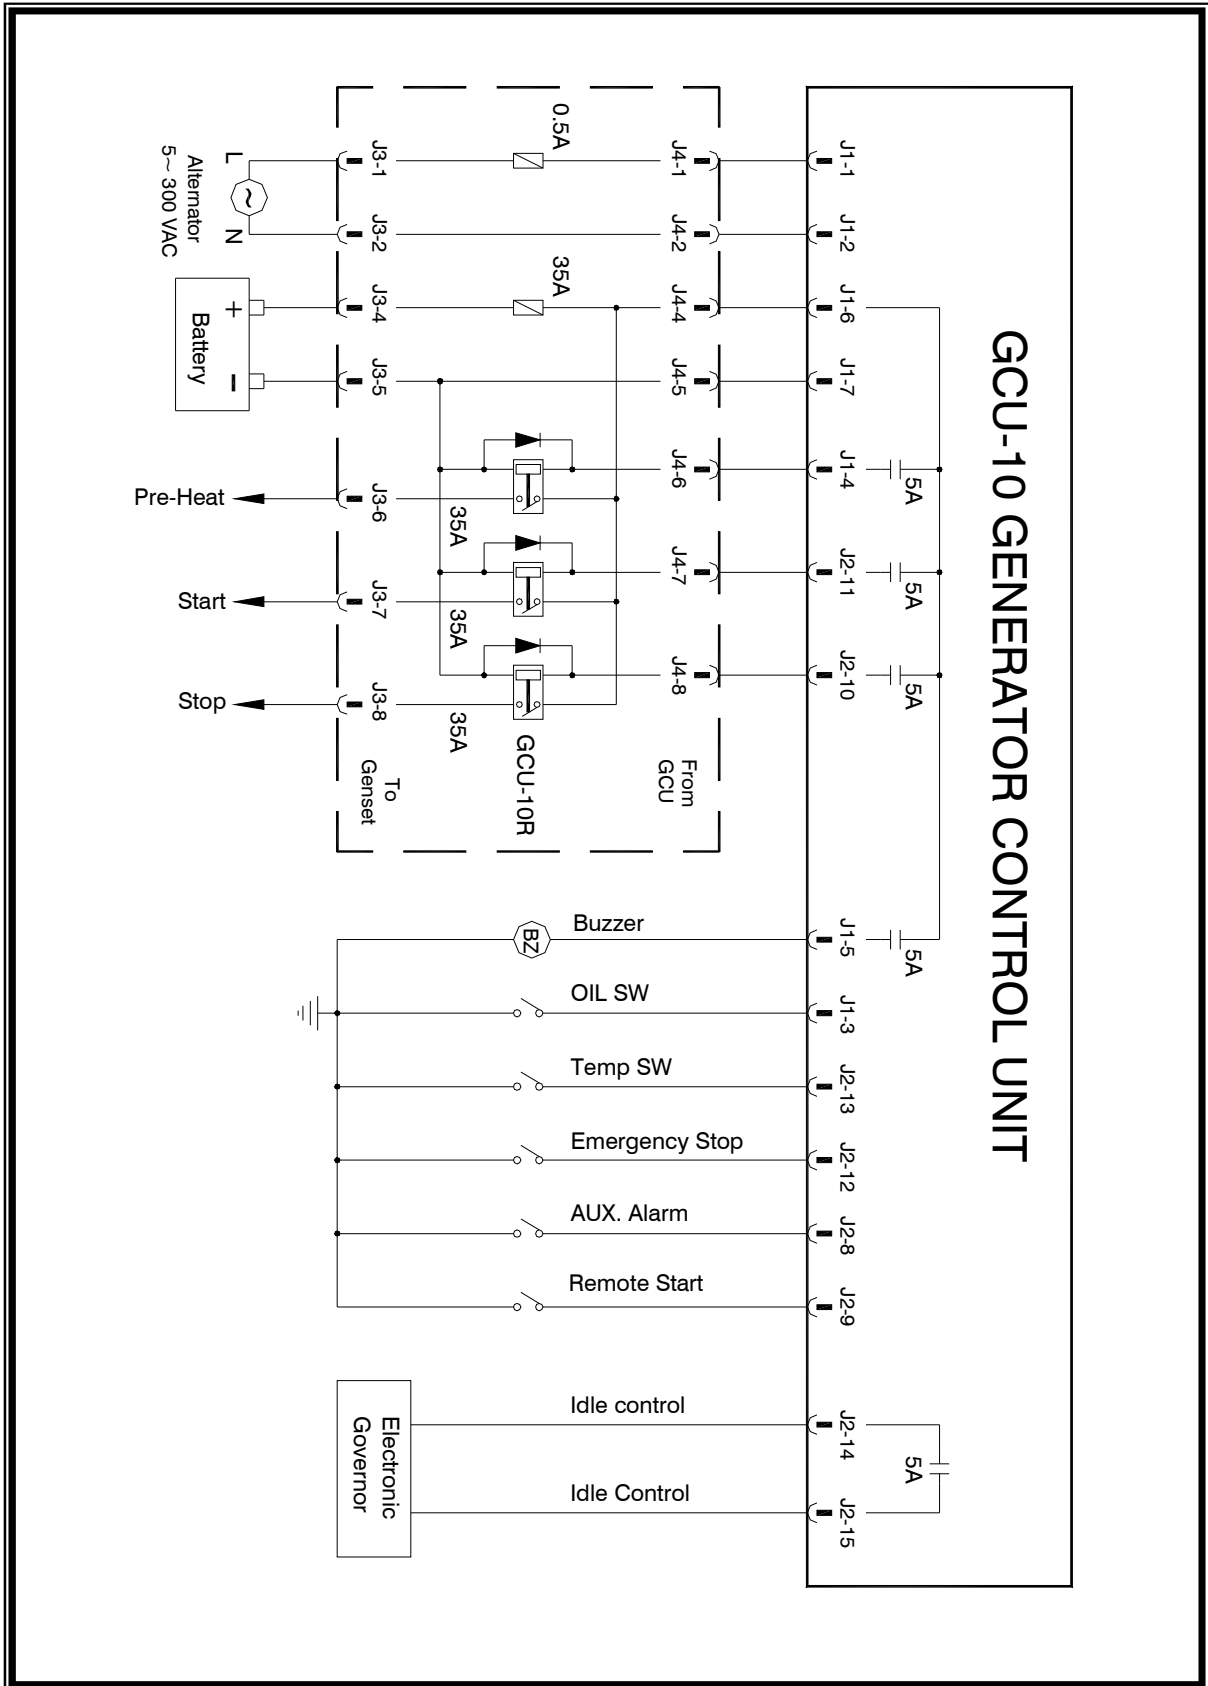 GCU-10 GENERATOR CONTROL UNIT
J1-1
J1-2
J1-6
J1-7
J1-4
J2-11
J2-10
J1-5
J1-3
J2-13
J2-12
J2-8
J2-9
J2-14
J2-15
5A
5A
5A
5A
5A
J4-1
J4-2
J4-4
J4-5
J4-6
J4-7
J4-8
From
GCU
0.5A
35A
GCU-10R
35A
35A
35A
J3-1
J3-2
J3-4
J3-5
J3-6
J3-7
J3-8
To
Genset
L
N
Alternator
5~ 300 VAC
+
-
Battery
Pre-Heat
Start
Stop
Buzzer
BZ
OIL SW
Temp SW
Emergency Stop
AUX. Alarm
Remote Start
Idle control
Idle Control
Electronic
Governor